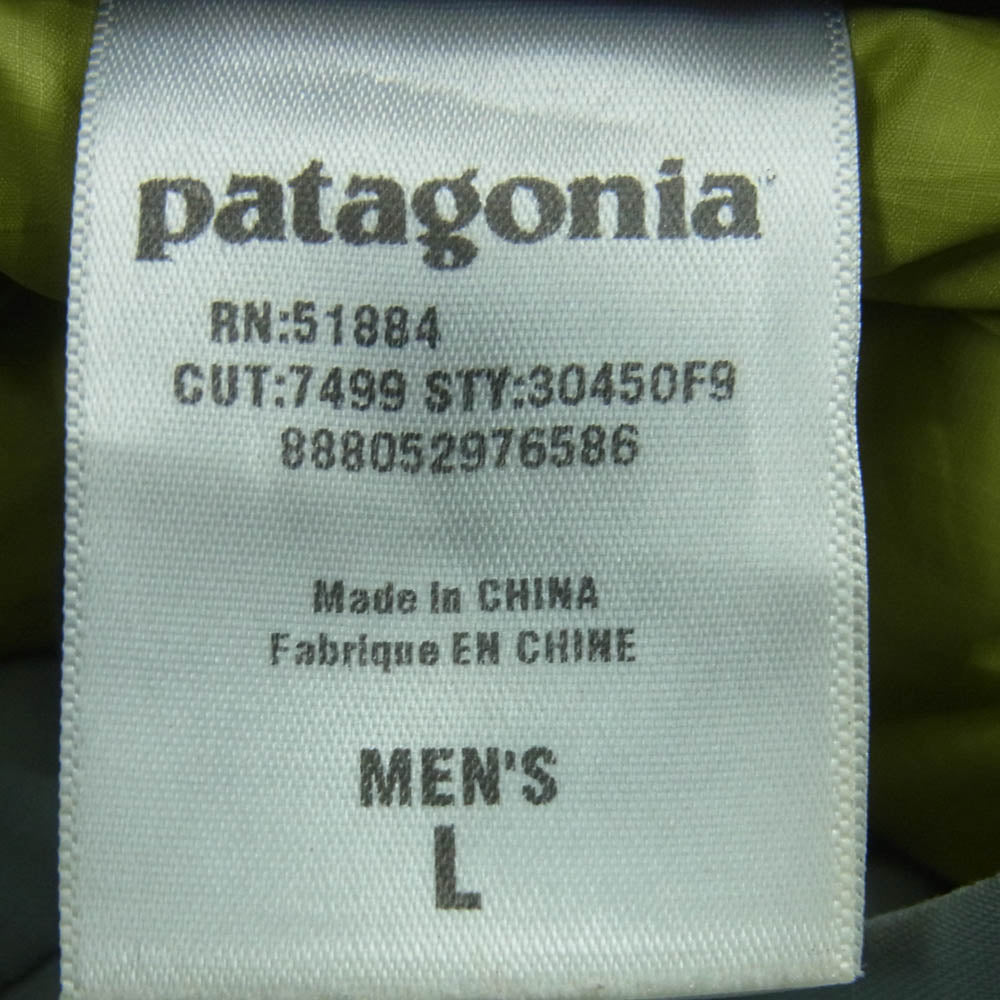 patagonia
RN:51884
CUT:7499 STY:30450F9
888052976586
Made In CHINA
Fabrique EN CHINE
MEN'S
L